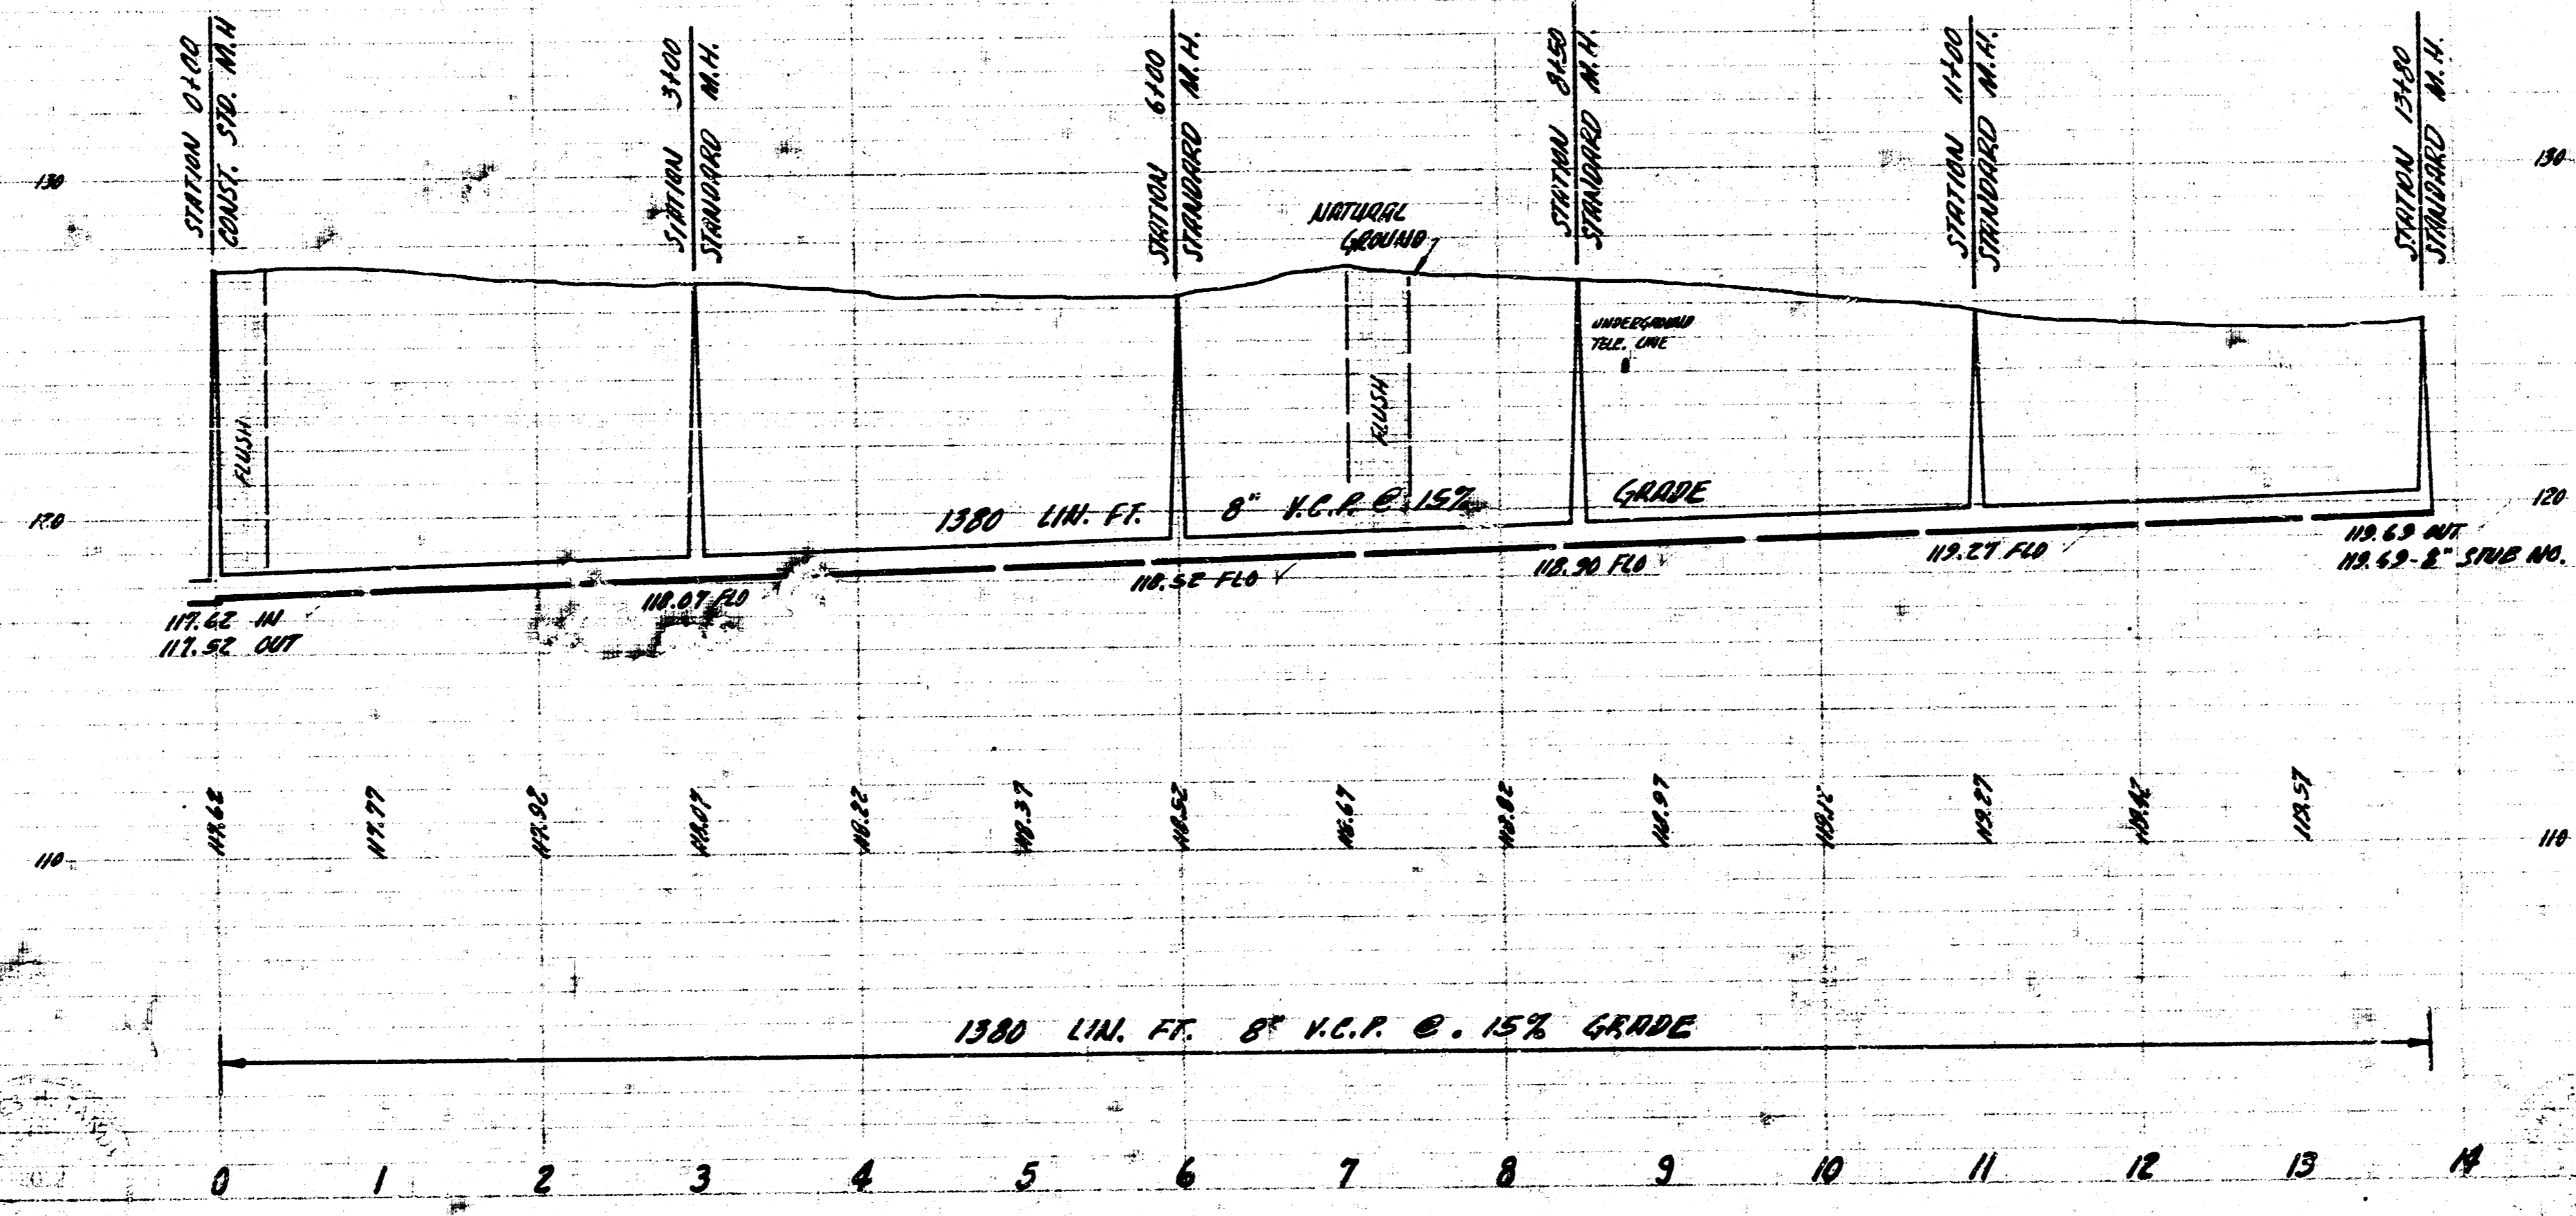 STATION 0+00
CONST. STD. M.H
STATION 3+00
STANDARD M.H.
STATION 6+00
STANDARD M.H.
STATION 8+50
STANDARD M.H.
STATION 11+00
STANDARD M.H.
STATION 13+80
STANDARD M.H.
130
130
NATURAL
GROUND
UNDERGROUND
TELE. LINE
FLUSH
FLUSH
120
1380 LIN. FT. 8" V.C.P. @ .15% GRADE
120
117.62 IN
117.52 OUT
118.07 FLO
118.52 FLO
118.90 FLO
119.27 FLO
119.69 OUT
119.69-8" STUB NO.
117.62
117.77
117.92
118.07
118.22
118.37
118.52
118.67
118.82
118.97
119.12
119.27
119.42
119.57
110
110
1380 LIN. FT. 8" V.C.P. @ .15% GRADE
0 1 2 3 4 5 6 7 8 9 10 11 12 13 14